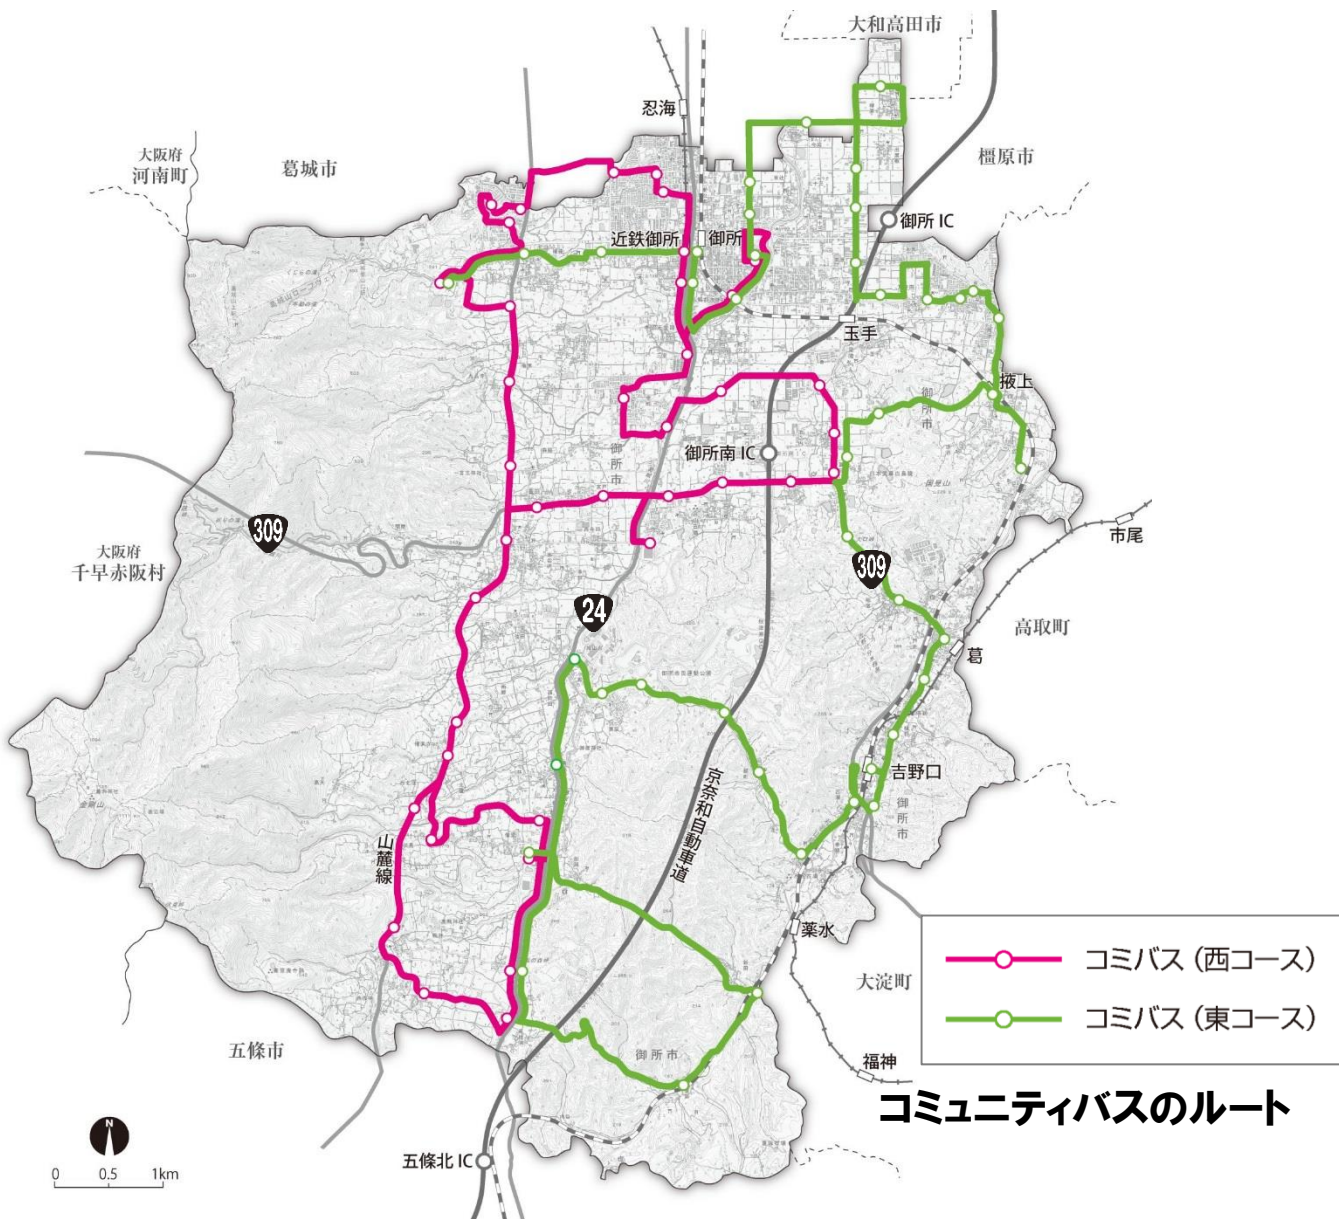 大和高田市
忍海
大阪府
河南町
葛城市
橿原市
御所 IC
近鉄御所
御所
玉手
掖上
御所市
御所市
御所南 IC
309
大阪府
千早赤阪村
309
市尾
24
高取町
葛
吉野口
御所市
京奈和自動車道
山麓線
薬水
大淀町
コミバス（西コース）
コミバス（東コース）
五條市
御所市
福神
コミュニティバスのルート
N
0 0.5 1km
五條北 IC